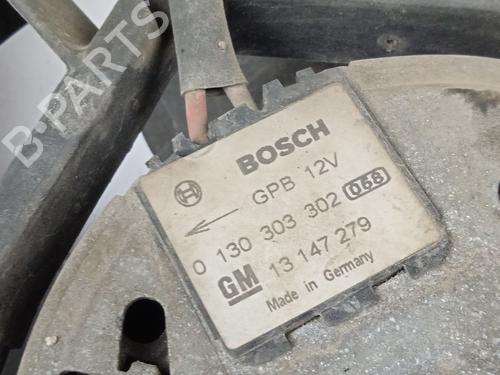 BOSCH
GPB 12V
0 130 303 302 068
GM 13 147 279
Made in Germany
B-PARTS